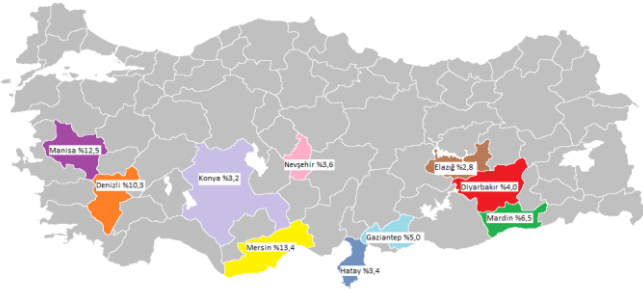 Manisa %12,5
Denizli %10,3
Konya %3,2
Nevşehir %3,6
Elazığ %2,8
Diyarbakır %4,0
Mardin %6,5
Gaziantep %5,0
Mersin %13,4
Hatay %3,4